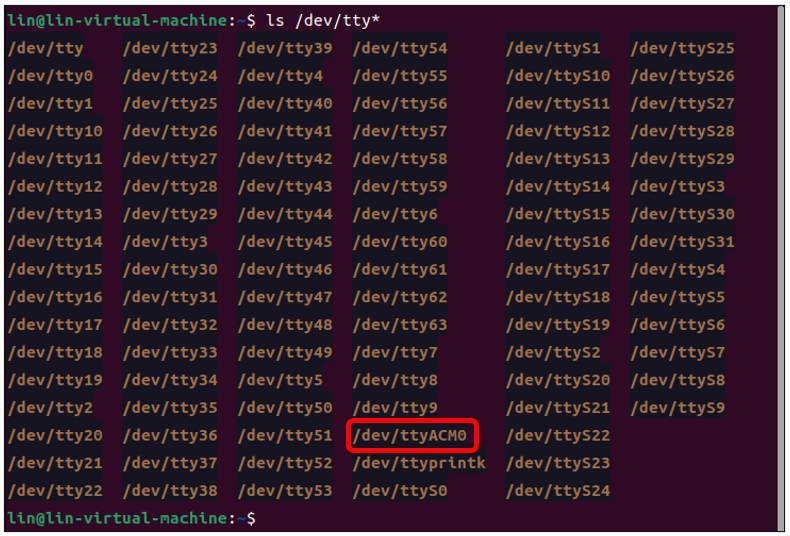 lin@lin-virtual-machine:~$ ls /dev/tty*
/dev/tty /dev/tty23 /dev/tty39 /dev/tty54 /dev/ttyS1 /dev/ttyS25
/dev/tty0 /dev/tty24 /dev/tty4 /dev/tty55 /dev/ttyS10 /dev/ttyS26
/dev/tty1 /dev/tty25 /dev/tty40 /dev/tty56 /dev/ttyS11 /dev/ttyS27
/dev/tty10 /dev/tty26 /dev/tty41 /dev/tty57 /dev/ttyS12 /dev/ttyS28
/dev/tty11 /dev/tty27 /dev/tty42 /dev/tty58 /dev/ttyS13 /dev/ttyS29
/dev/tty12 /dev/tty28 /dev/tty43 /dev/tty59 /dev/ttyS14 /dev/ttyS3
/dev/tty13 /dev/tty29 /dev/tty44 /dev/tty6 /dev/ttyS15 /dev/ttyS30
/dev/tty14 /dev/tty3 /dev/tty45 /dev/tty60 /dev/ttyS16 /dev/ttyS31
/dev/tty15 /dev/tty30 /dev/tty46 /dev/tty61 /dev/ttyS17 /dev/ttyS4
/dev/tty16 /dev/tty31 /dev/tty47 /dev/tty62 /dev/ttyS18 /dev/ttyS5
/dev/tty17 /dev/tty32 /dev/tty48 /dev/tty63 /dev/ttyS19 /dev/ttyS6
/dev/tty18 /dev/tty33 /dev/tty49 /dev/tty7 /dev/ttyS2 /dev/ttyS7
/dev/tty19 /dev/tty34 /dev/tty5 /dev/tty8 /dev/ttyS20 /dev/ttyS8
/dev/tty2 /dev/tty35 /dev/tty50 /dev/tty9 /dev/ttyS21 /dev/ttyS9
/dev/tty20 /dev/tty36 /dev/tty51 /dev/ttyACM0 /dev/ttyS22
/dev/tty21 /dev/tty37 /dev/tty52 /dev/ttyprintk /dev/ttyS23
/dev/tty22 /dev/tty38 /dev/tty53 /dev/ttyS0 /dev/ttyS24
lin@lin-virtual-machine:~$